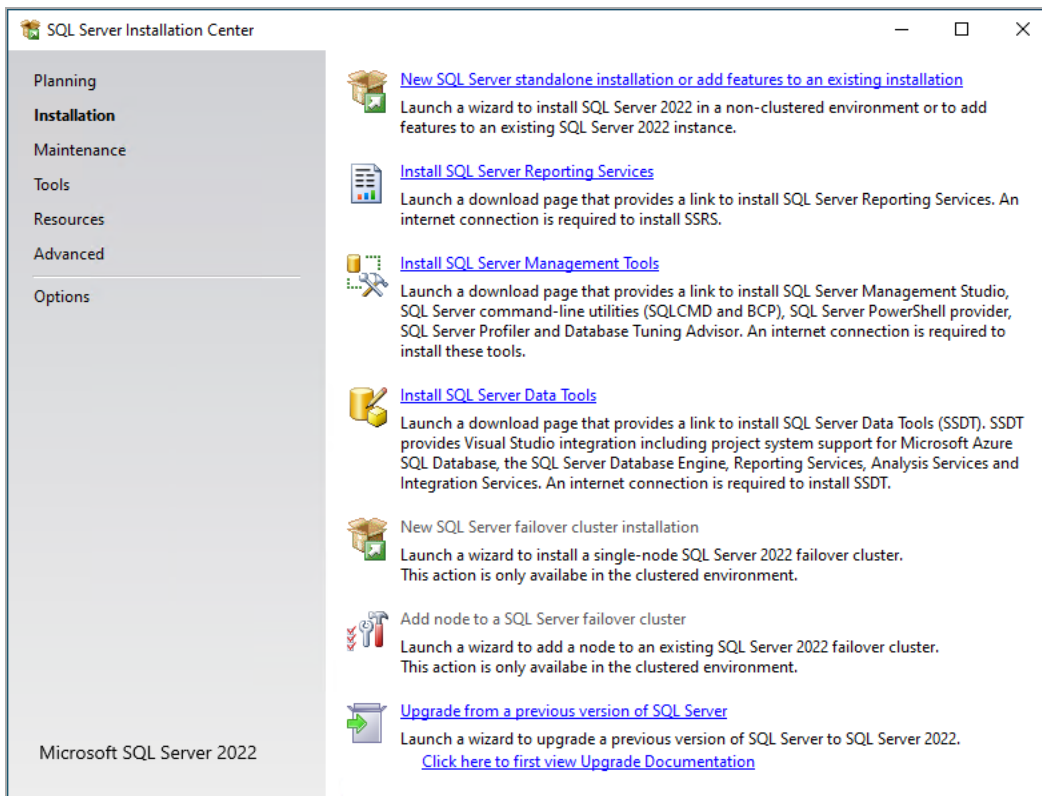 SQL Server Installation Center
Planning
Installation
Maintenance
Tools
Resources
Advanced
Options
Microsoft SQL Server 2022
New SQL Server standalone installation or add features to an existing installation
Launch a wizard to install SQL Server 2022 in a non-clustered environment or to add
features to an existing SQL Server 2022 instance.
Install SQL Server Reporting Services
Launch a download page that provides a link to install SQL Server Reporting Services. An
internet connection is required to install SSRS.
Install SQL Server Management Tools
Launch a download page that provides a link to install SQL Server Management Studio,
SQL Server command-line utilities (SQLCMD and BCP), SQL Server PowerShell provider,
SQL Server Profiler and Database Tuning Advisor. An internet connection is required to
install these tools.
Install SQL Server Data Tools
Launch a download page that provides a link to install SQL Server Data Tools (SSDT). SSDT
provides Visual Studio integration including project system support for Microsoft Azure
SQL Database, the SQL Server Database Engine, Reporting Services, Analysis Services and
Integration Services. An internet connection is required to install SSDT.
New SQL Server failover cluster installation
Launch a wizard to install a single-node SQL Server 2022 failover cluster.
This action is only availabe in the clustered environment.
Add node to a SQL Server failover cluster
Launch a wizard to add a node to an existing SQL Server 2022 failover cluster.
This action is only availabe in the clustered environment.
Upgrade from a previous version of SQL Server
Launch a wizard to upgrade a previous version of SQL Server to SQL Server 2022.
Click here to first view Upgrade Documentation